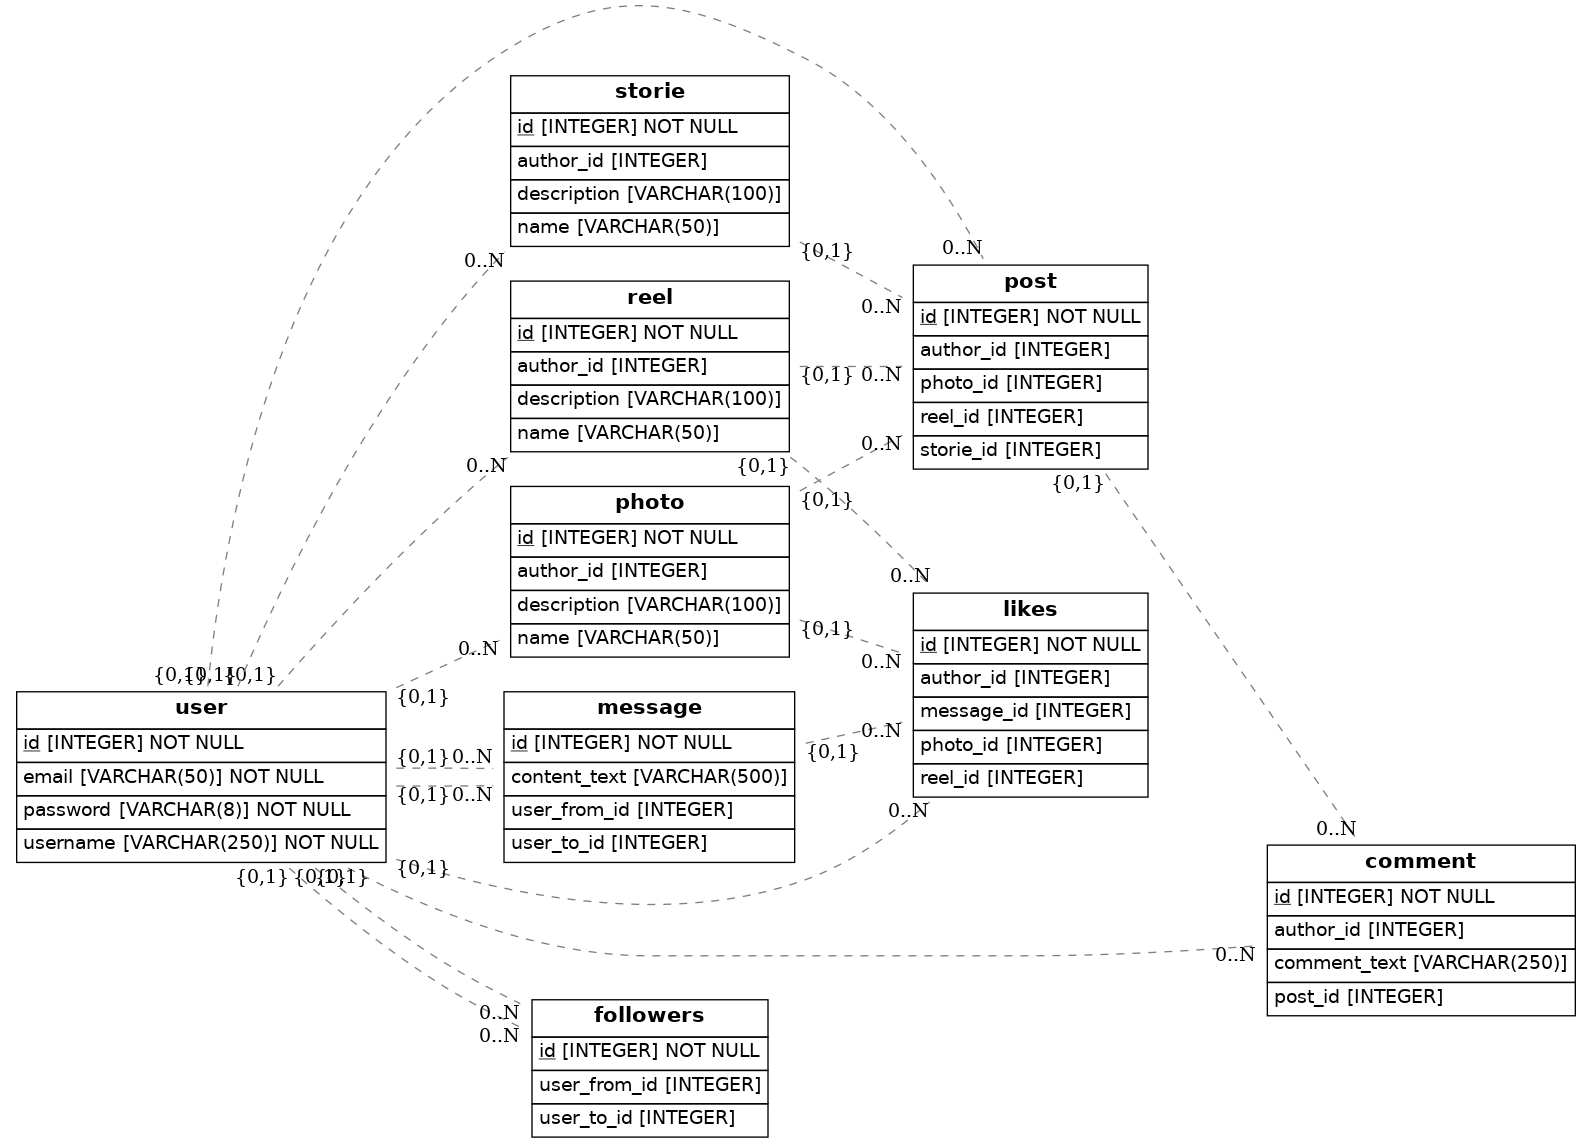 storie
id [INTEGER] NOT NULL
author_id [INTEGER]
description [VARCHAR(100)]
name [VARCHAR(50)]
0..N
{0,1}
0..N
0..N
reel
id [INTEGER] NOT NULL
author_id [INTEGER]
description [VARCHAR(100)]
name [VARCHAR(50)]
{0,1}
0..N
0..N
{0,1}
0..N
{0,1}
post
id [INTEGER] NOT NULL
author_id [INTEGER]
photo_id [INTEGER]
reel_id [INTEGER]
storie_id [INTEGER]
{0,1}
photo
id [INTEGER] NOT NULL
author_id [INTEGER]
description [VARCHAR(100)]
name [VARCHAR(50)]
0..N
{0,1}
0..N
0..N
{0,1}
likes
id [INTEGER] NOT NULL
author_id [INTEGER]
message_id [INTEGER]
photo_id [INTEGER]
reel_id [INTEGER]
0..N
{0,1}
{0,1}
{0,1}
user
id [INTEGER] NOT NULL
email [VARCHAR(50)] NOT NULL
password [VARCHAR(8)] NOT NULL
username [VARCHAR(250)] NOT NULL
{0,1} 0..N
{0,1} 0..N
message
id [INTEGER] NOT NULL
content_text [VARCHAR(500)]
user_from_id [INTEGER]
user_to_id [INTEGER]
{0,1}
0..N
{0,1}
{0,1}
{0,1}
{0,1}
0..N
0..N
comment
id [INTEGER] NOT NULL
author_id [INTEGER]
comment_text [VARCHAR(250)]
post_id [INTEGER]
0..N
0..N
followers
id [INTEGER] NOT NULL
user_from_id [INTEGER]
user_to_id [INTEGER]